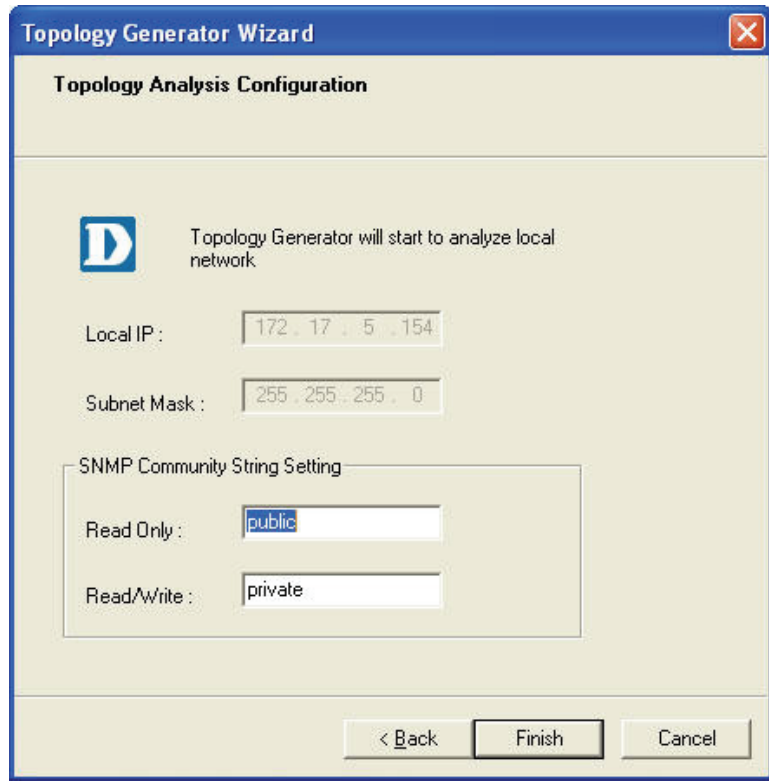 Topology Generator Wizard
Topology Analysis Configuration
D
Topology Generator will start to analyze local
network
Local IP :
172 . 17 . 5 . 154
Subnet Mask :
255 . 255 . 255 . 0
SNMP Community String Setting
Read Only :
public
Read/Write :
private
< Back
Finish
Cancel